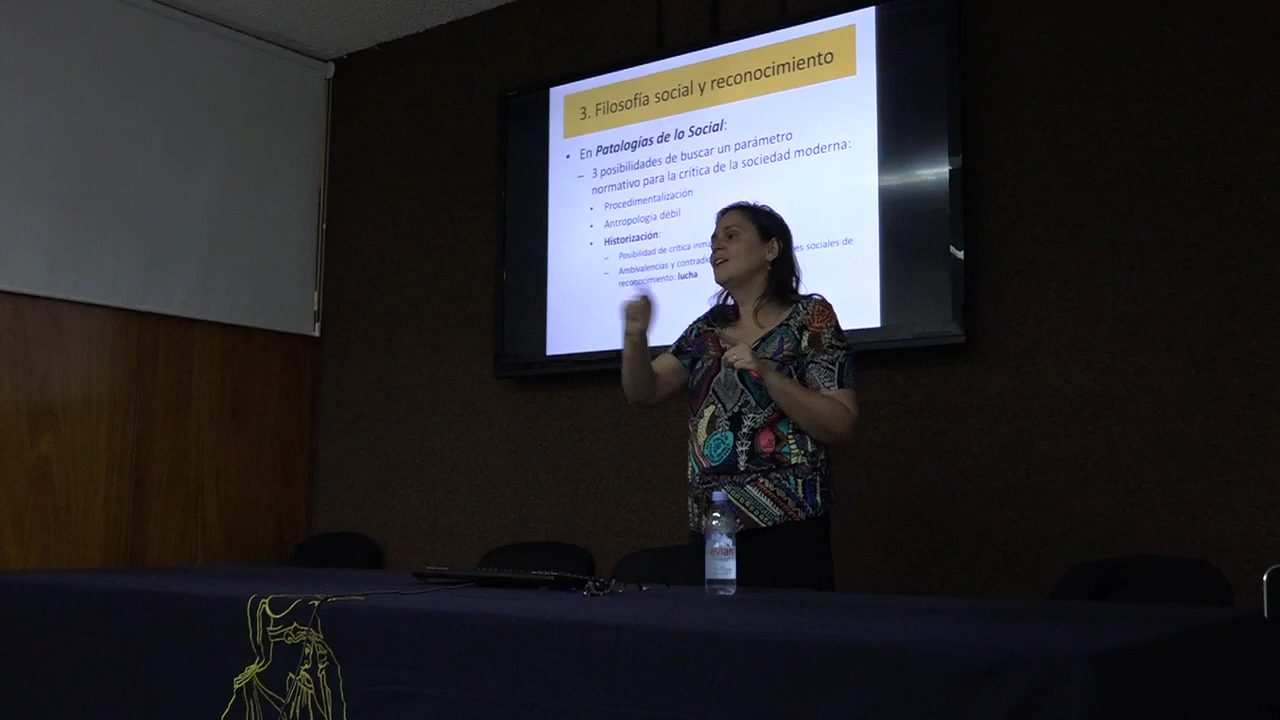 3. Filosofía social y reconocimiento
• En Patologías de lo Social:
– 3 posibilidades de buscar un parámetro
normativo para la crítica de la sociedad moderna:
• Procedimentalización
• Antropología débil
• Historización:
– Posibilidad de crítica sociales de
– Ambivalencias y
reconocimiento: lucha
evian